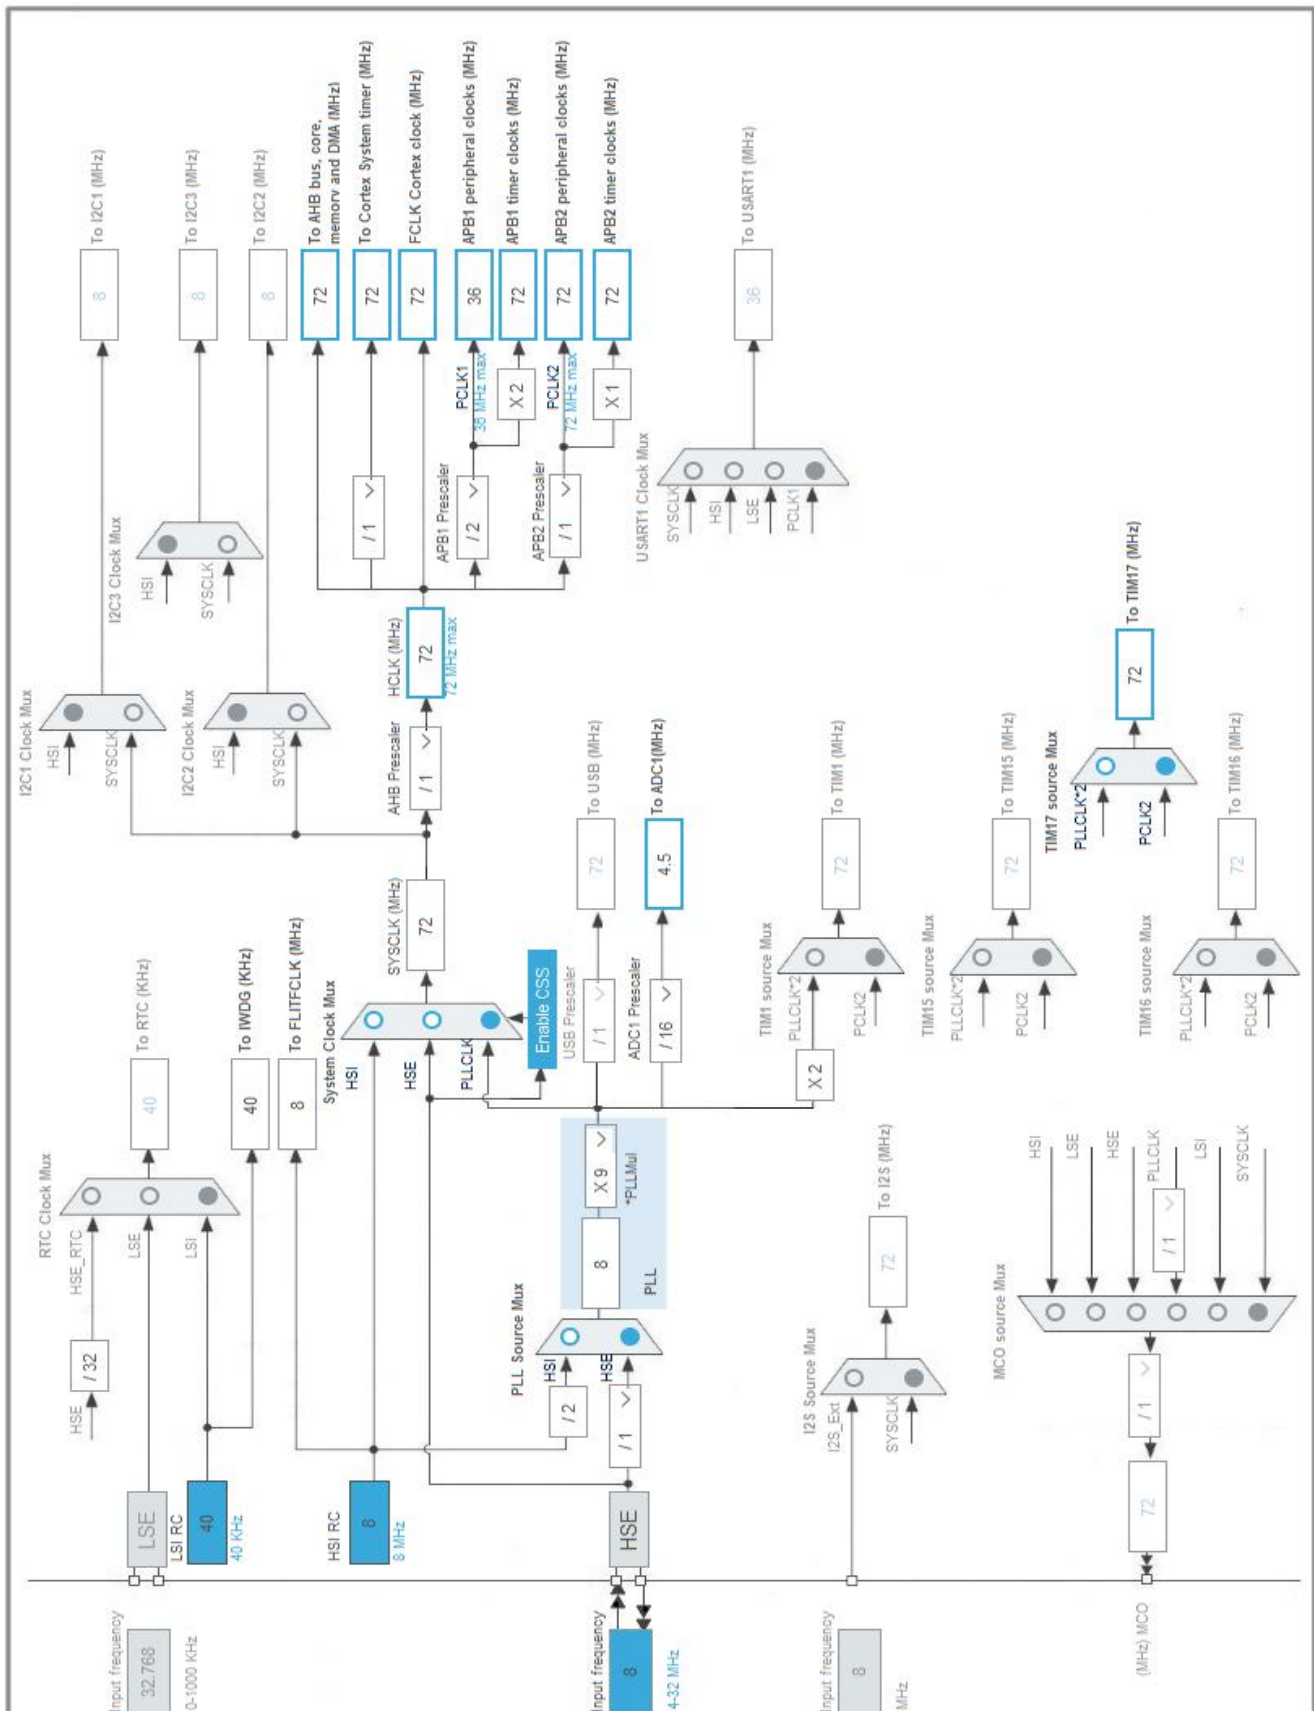 Input frequency
32.768
0-1000 KHz
LSE
LSI RC
40
40 KHz
HSE
/ 32
HSE_RTC
LSE
LSI
RTC Clock Mux
40
To RTC (KHz)
40
To IWDG (KHz)
8
To FLITFCLK (MHz)
HSI RC
8
8 MHz
Input frequency
8
4-32 MHz
HSE
/ 2
/ 1
PLL Source Mux
HSI
HSE
8
X 9
*PLLMul
PLL
System Clock Mux
HSI
HSE
PLLCLK
Enable CSS
SYSCLK (MHz)
72
AHB Prescaler
/ 1
HCLK (MHz)
72
72 MHz max
I2C1 Clock Mux
HSI
SYSCLK
8
To I2C1 (MHz)
I2C3 Clock Mux
HSI
SYSCLK
8
To I2C3 (MHz)
I2C2 Clock Mux
HSI
SYSCLK
8
To I2C2 (MHz)
72
To AHB bus, core,
memory and DMA (MHz)
/ 1
72
To Cortex System timer (MHz)
72
FCLK Cortex clock (MHz)
APB1 Prescaler
/ 2
PCLK1
36 MHz max
36
APB1 peripheral clocks (MHz)
X 2
72
APB1 timer clocks (MHz)
APB2 Prescaler
/ 1
PCLK2
72 MHz max
72
APB2 peripheral clocks (MHz)
X 1
72
APB2 timer clocks (MHz)
USB Prescaler
/ 1
72
To USB (MHz)
ADC1 Prescaler
/ 16
4.5
To ADC1(MHz)
USART1 Clock Mux
SYSCLK
HSI
LSE
PCLK1
36
To USART1 (MHz)
X 2
TIM1 source Mux
PLLCLK*2
PCLK2
72
To TIM1 (MHz)
TIM15 source Mux
PLLCLK*2
PCLK2
72
To TIM15 (MHz)
TIM17 source Mux
PLLCLK*2
PCLK2
72
To TIM17 (MHz)
TIM16 source Mux
PLLCLK*2
PCLK2
72
To TIM16 (MHz)
Input frequency
8
MHz
I2S Source Mux
I2S_Ext
SYSCLK
72
To I2S (MHz)
(MHz) MCO
72
/ 1
MCO source Mux
HSI
LSE
HSE
/ 1
PLLCLK
LSI
SYSCLK